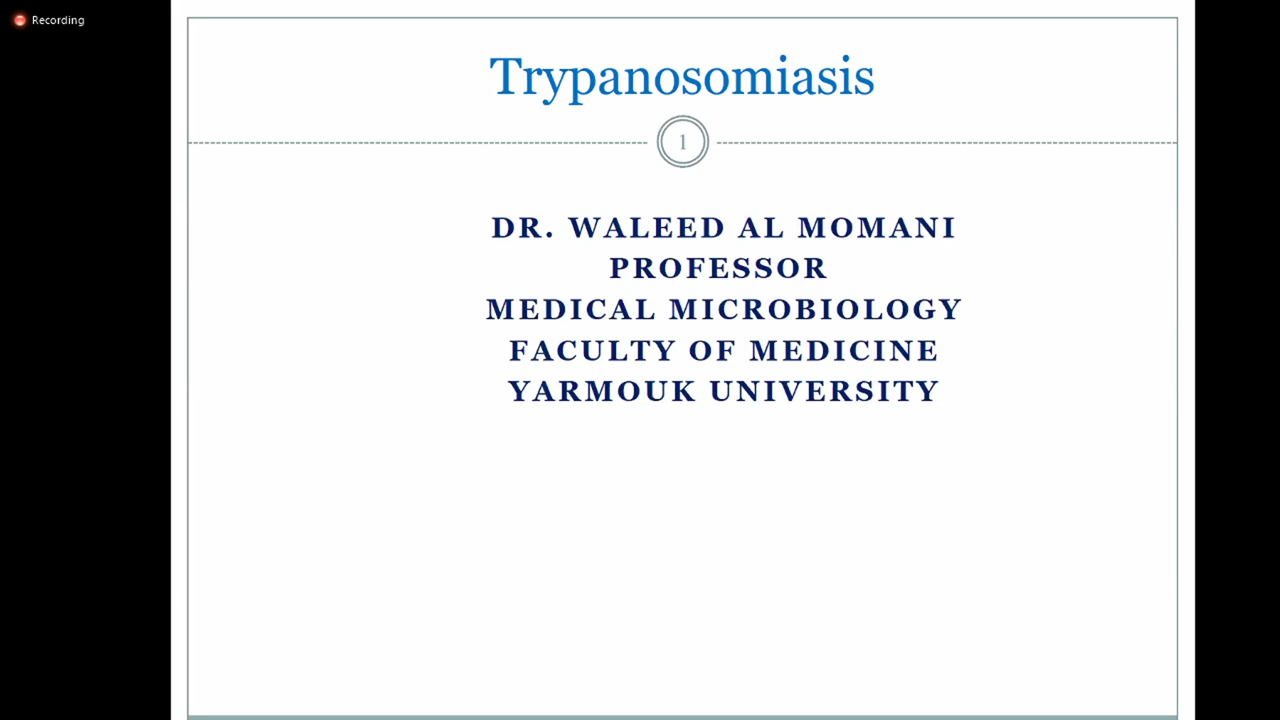 Recording
Trypanosomiasis
1
DR. WALEED AL MOMANI
PROFESSOR
MEDICAL MICROBIOLOGY
FACULTY OF MEDICINE
YARMOUK UNIVERSITY